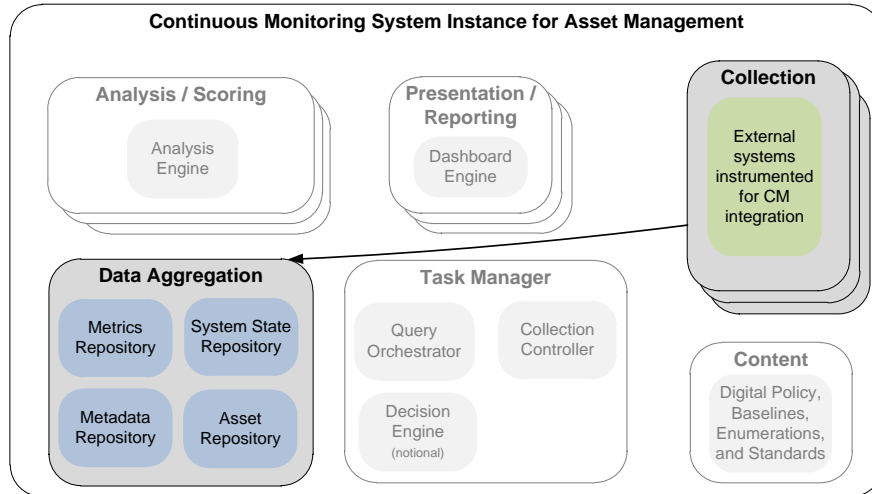 Continuous Monitoring System Instance for Asset Management
Analysis / Scoring
Analysis
Engine
Presentation /
Reporting
Dashboard
Engine
Collection
External
systems
instrumented
for CM
integration
Data Aggregation
Metrics
Repository
System State
Repository
Metadata
Repository
Asset
Repository
Task Manager
Query
Orchestrator
Collection
Controller
Decision
Engine
(notional)
Content
Digital Policy,
Baselines,
Enumerations,
and Standards